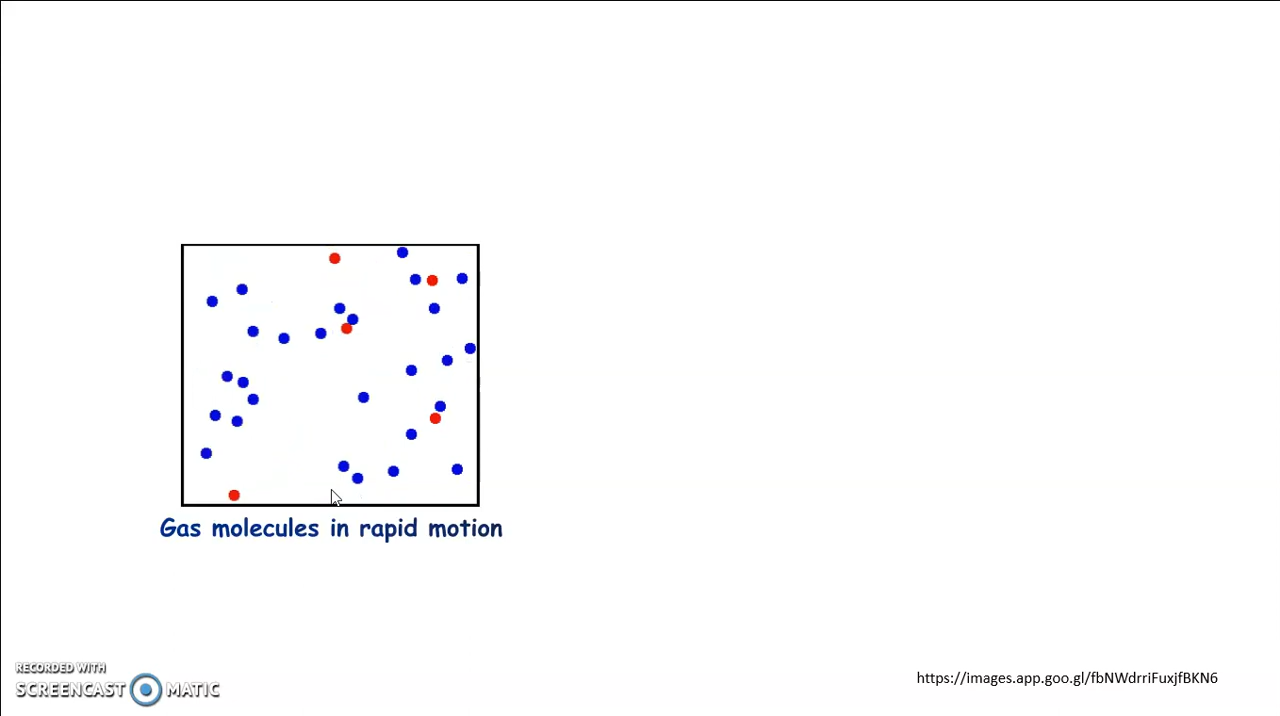 Gas molecules in rapid motion
RECORDED WITH
SCREENCAST MATIC
https://images.app.goo.gl/fbNWdrriFuxjfBKN6